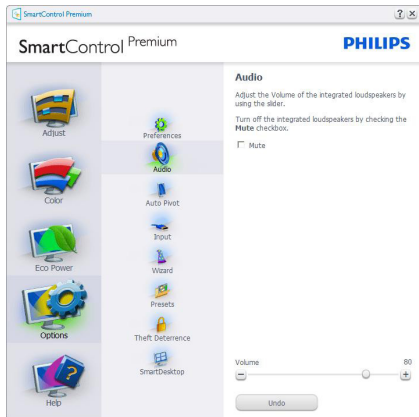 SmartControl Premium
SmartControl Premium
PHILIPS
Adjust
Color
Eco Power
Options
Help
Preferences
Audio
Auto Pivot
Input
Wizard
Presets
Theft Deterrence
SmartDesktop
Audio
Adjust the Volume of the integrated loudspeakers by
using the slider.
Turn off the integrated loudspeakers by checking the
Mute checkbox.
Mute
Volume 80
Undo